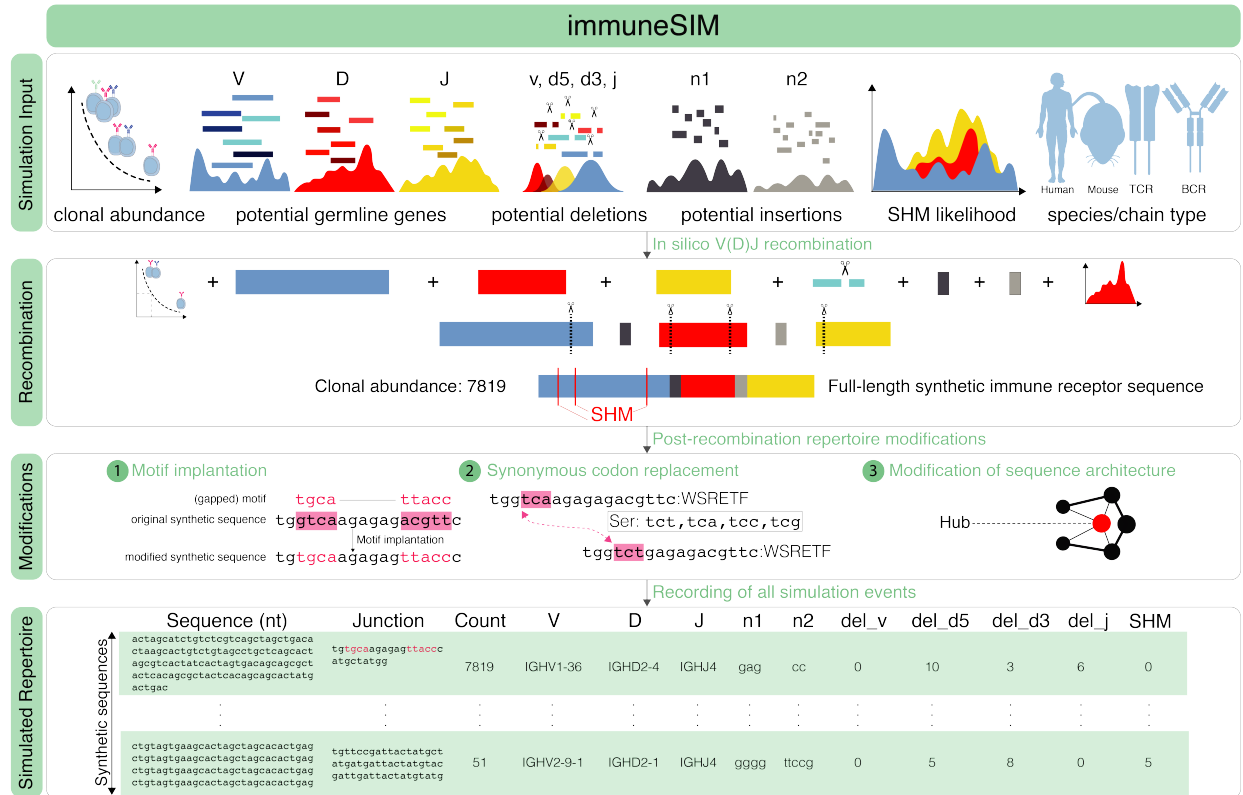 immuneSIM
Simulation Input
V D J v, d5, d3, j n1 n2
Human Mouse TCR BCR
clonal abundance potential germline genes potential deletions potential insertions SHM likelihood species/chain type
In silico V(D)J recombination
Recombination
+ + + + + + +
Clonal abundance: 7819 Full-length synthetic immune receptor sequence
SHM
Post-recombination repertoire modifications
Modifications
1 Motif implantation
(gapped) motif tgca ttacc
original synthetic sequence tggtcaagagagacgttc
Motif implantation
modified synthetic sequence tgtgcaagagagttaccc
2 Synonymous codon replacement
tggtcaagagagacgttc:WSRETF
Ser: tct,tca,tcc,tcg
tggtctgagagacgttc:WSRETF
3 Modification of sequence architecture
Hub
Recording of all simulation events
Simulated Repertoire
Synthetic sequences
Sequence (nt) Junction Count V D J n1 n2 del_v del_d5 del_d3 del_j SHM
actagcatctgtctcgtcagctagctgaca
ctaagcactgtctgtagcctgctcagcact
agcgtcactatcactagtgacagcagcgct
actcacagcgctactcacagcagcactatg
actgac
tgtgcaagagagttaccc
atgctatgg
7819 IGHV1-36 IGHD2-4 IGHJ4 gag cc 0 10 3 6 0
ctgtagtgaagcactagctagcacactgag
ctgtagtgaagcactagctagcacactgag
ctgtagtgaagcactagctagcacactgag
ctgtagtgaagcactagctagcacactgag
tgttccgattactatgct
atgatgattactatgtac
gattgattactatgtatg
51 IGHV2-9-1 IGHD2-1 IGHJ4 gggg ttccg 0 5 8 0 5